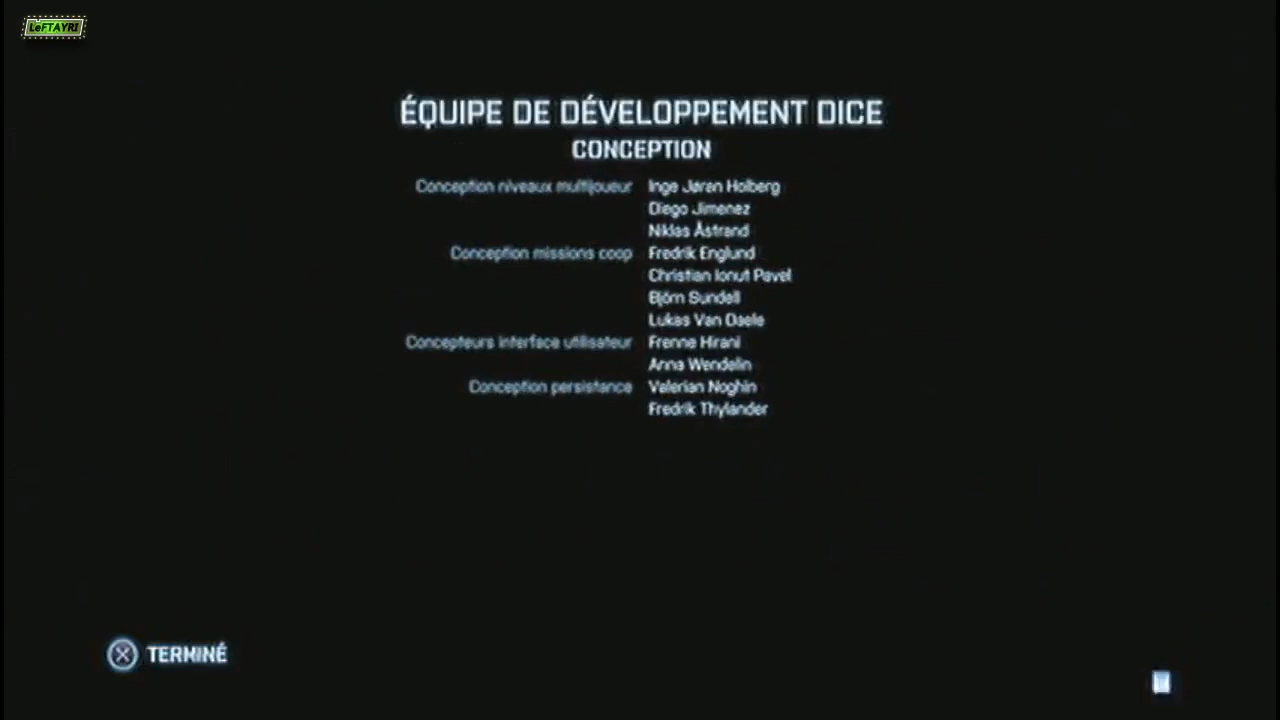 LeFTAYRI
ÉQUIPE DE DÉVELOPPEMENT DICE
CONCEPTION
Conception niveaux multijoueur Inge Jøran Holberg
Diego Jimenez
Niklas Åstrand
Conception missions coop Fredrik Englund
Christian Ionut Pavel
Björn Sundell
Lukas Van Daele
Concepteurs interface utilisateur Frenne Hirani
Anna Wendelin
Conception persistance Valerian Noghin
Fredrik Thylander
TERMINÉ